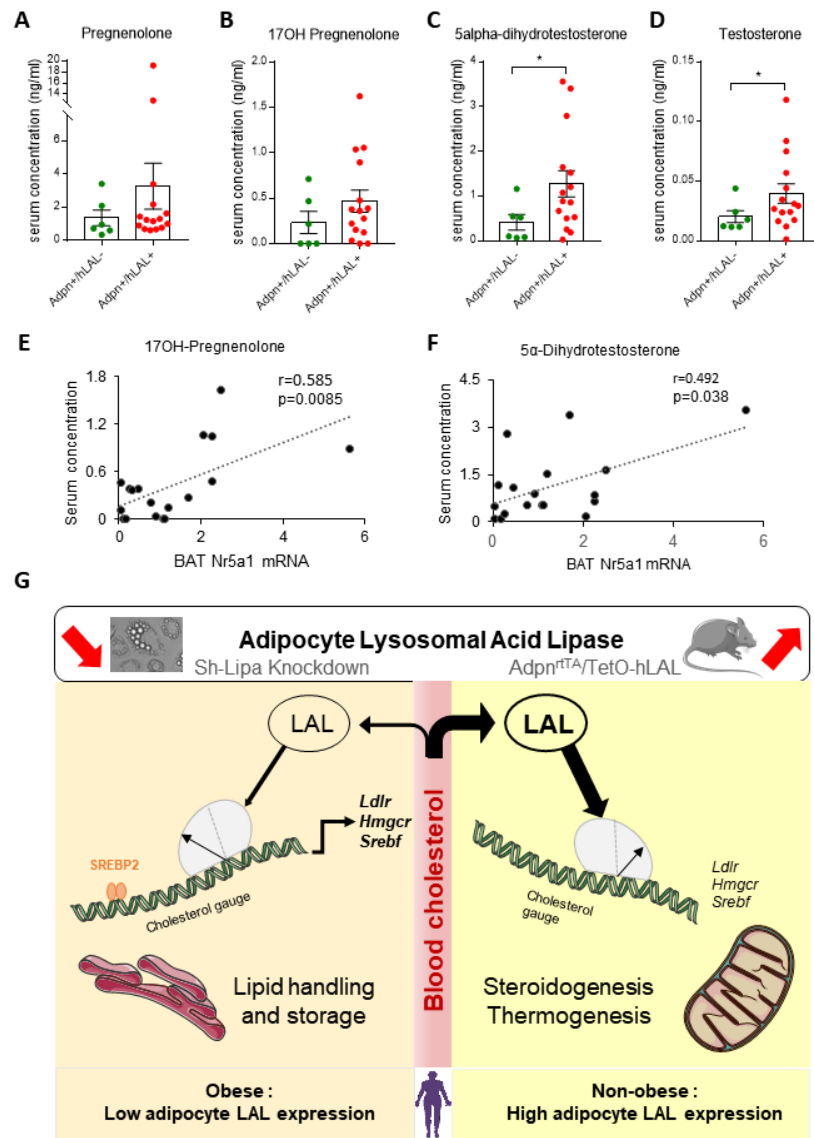 A
Pregnenolone
serum concentration (ng/ml)
20
18
16
14
12
6
4
2
0
Adpn+/hLAL-
Adpn+/hLAL+
B
17OH Pregnenolone
serum concentration (ng/ml)
2.0
1.5
1.0
0.5
0.0
Adpn+/hLAL-
Adpn+/hLAL+
C
5alpha-dihydrotestosterone
serum concentration (ng/ml)
4
3
2
1
0
*
Adpn+/hLAL-
Adpn+/hLAL+
D
Testosterone
serum concentration (ng/ml)
0.15
0.10
0.05
0.00
*
Adpn+/hLAL-
Adpn+/hLAL+
E
17OH-Pregnenolone
Serum concentration
1.8
1.2
0.6
0
r=0.585
p=0.0085
0 2 4 6
BAT Nr5a1 mRNA
F
5α-Dihydrotestosterone
Serum concentration
4.5
3
1.5
0
r=0.492
p=0.038
0 2 4 6
BAT Nr5a1 mRNA
G
Adipocyte Lysosomal Acid Lipase
Sh-Lipa Knockdown
Adpnrt​TA/TetO-hLAL
LAL
LAL
Ldlr
Hmgcr
Srebf
SREBP2
Cholesterol gauge
Blood cholesterol
Cholesterol
gauge
Ldlr
Hmgcr
Srebf
Lipid handling
and storage
Steroidogenesis
Thermogenesis
Obese :
Low adipocyte LAL expression
Non-obese :
High adipocyte LAL expression